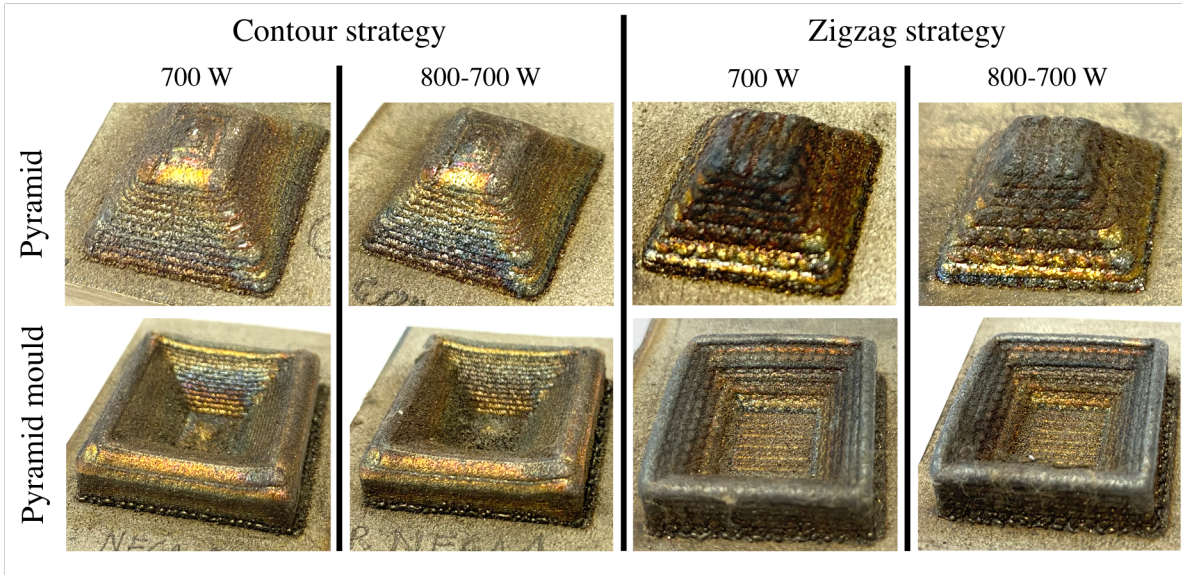 Contour strategy
Zigzag strategy
700 W
800-700 W
700 W
800-700 W
Pyramid
Pyramid mould